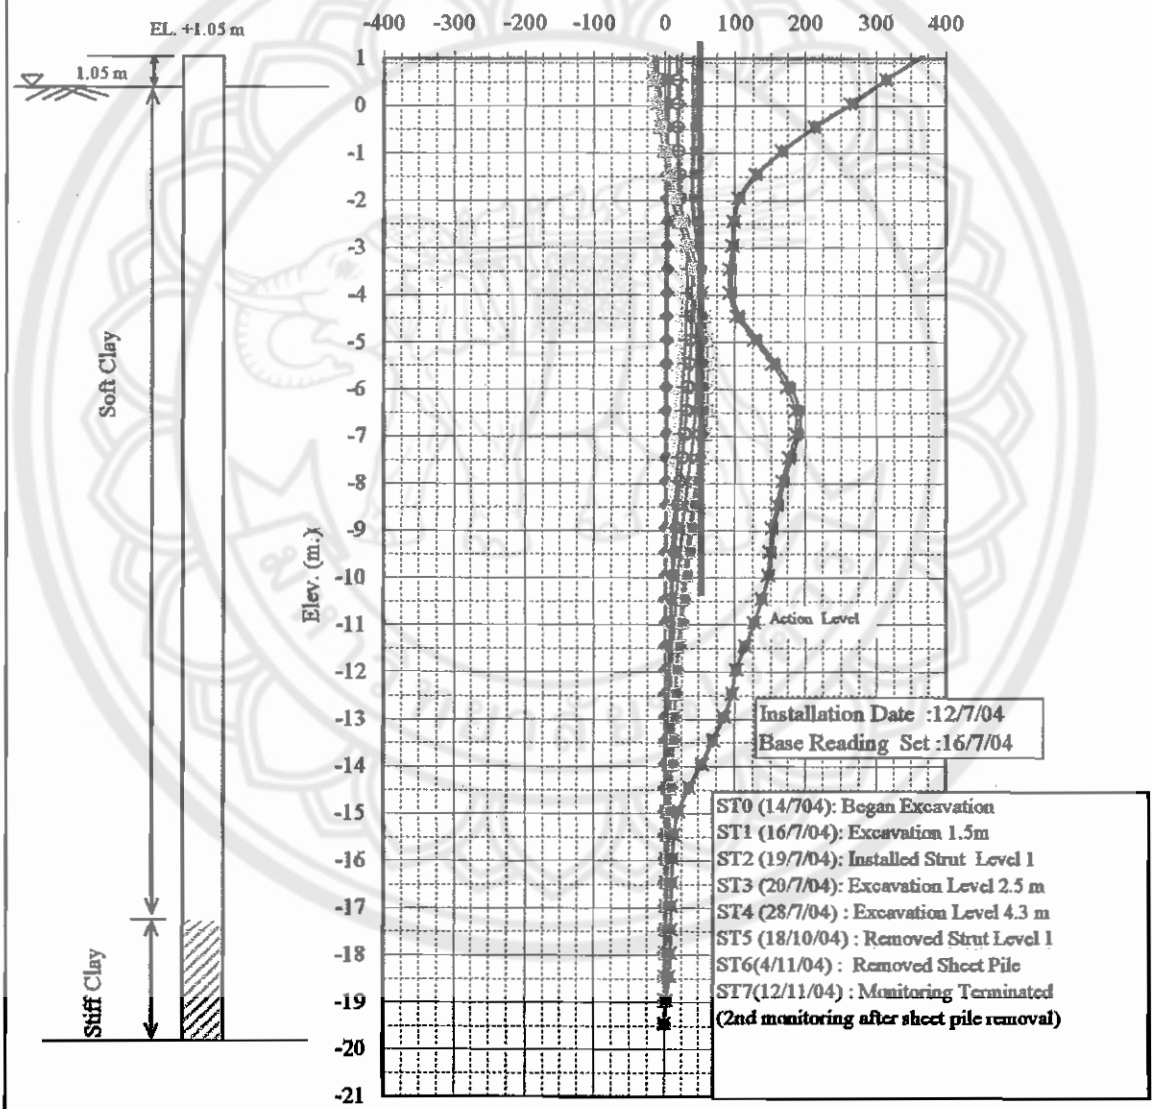 -400 -300 -200 -100 0 100 200 300 400
EL. +1.05 m
1.05 m
Soft Clay
Stiff Clay
Elev. (m.)
1
0
-1
-2
-3
-4
-5
-6
-7
-8
-9
-10
-11
-12
-13
-14
-15
-16
-17
-18
-19
-20
-21
Action Level
Installation Date :12/7/04
Base Reading Set :16/7/04
ST0 (14/704): Began Excavation
ST1 (16/7/04): Excavation 1.5m
ST2 (19/7/04): Installed Strut Level 1
ST3 (20/7/04): Excavation Level 2.5 m
ST4 (28/7/04) : Excavation Level 4.3 m
ST5 (18/10/04) : Removed Strut Level 1
ST6(4/11/04) : Removed Sheet Pile
ST7(12/11/04) : Monitoring Terminated
(2nd monitoring after sheet pile removal)